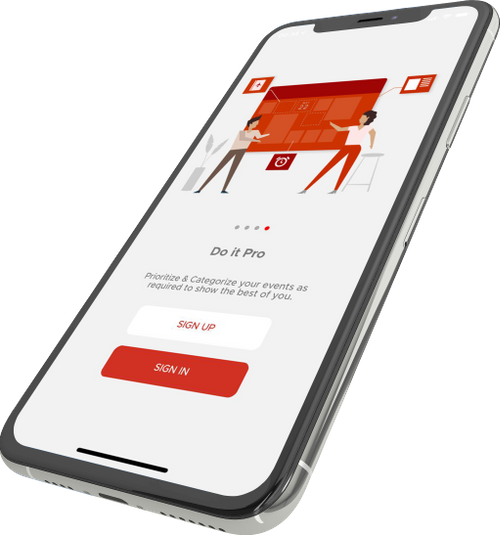 Do it Pro
Prioritize & Categorize your events as
required to show the best of you.
SIGN UP
SIGN IN